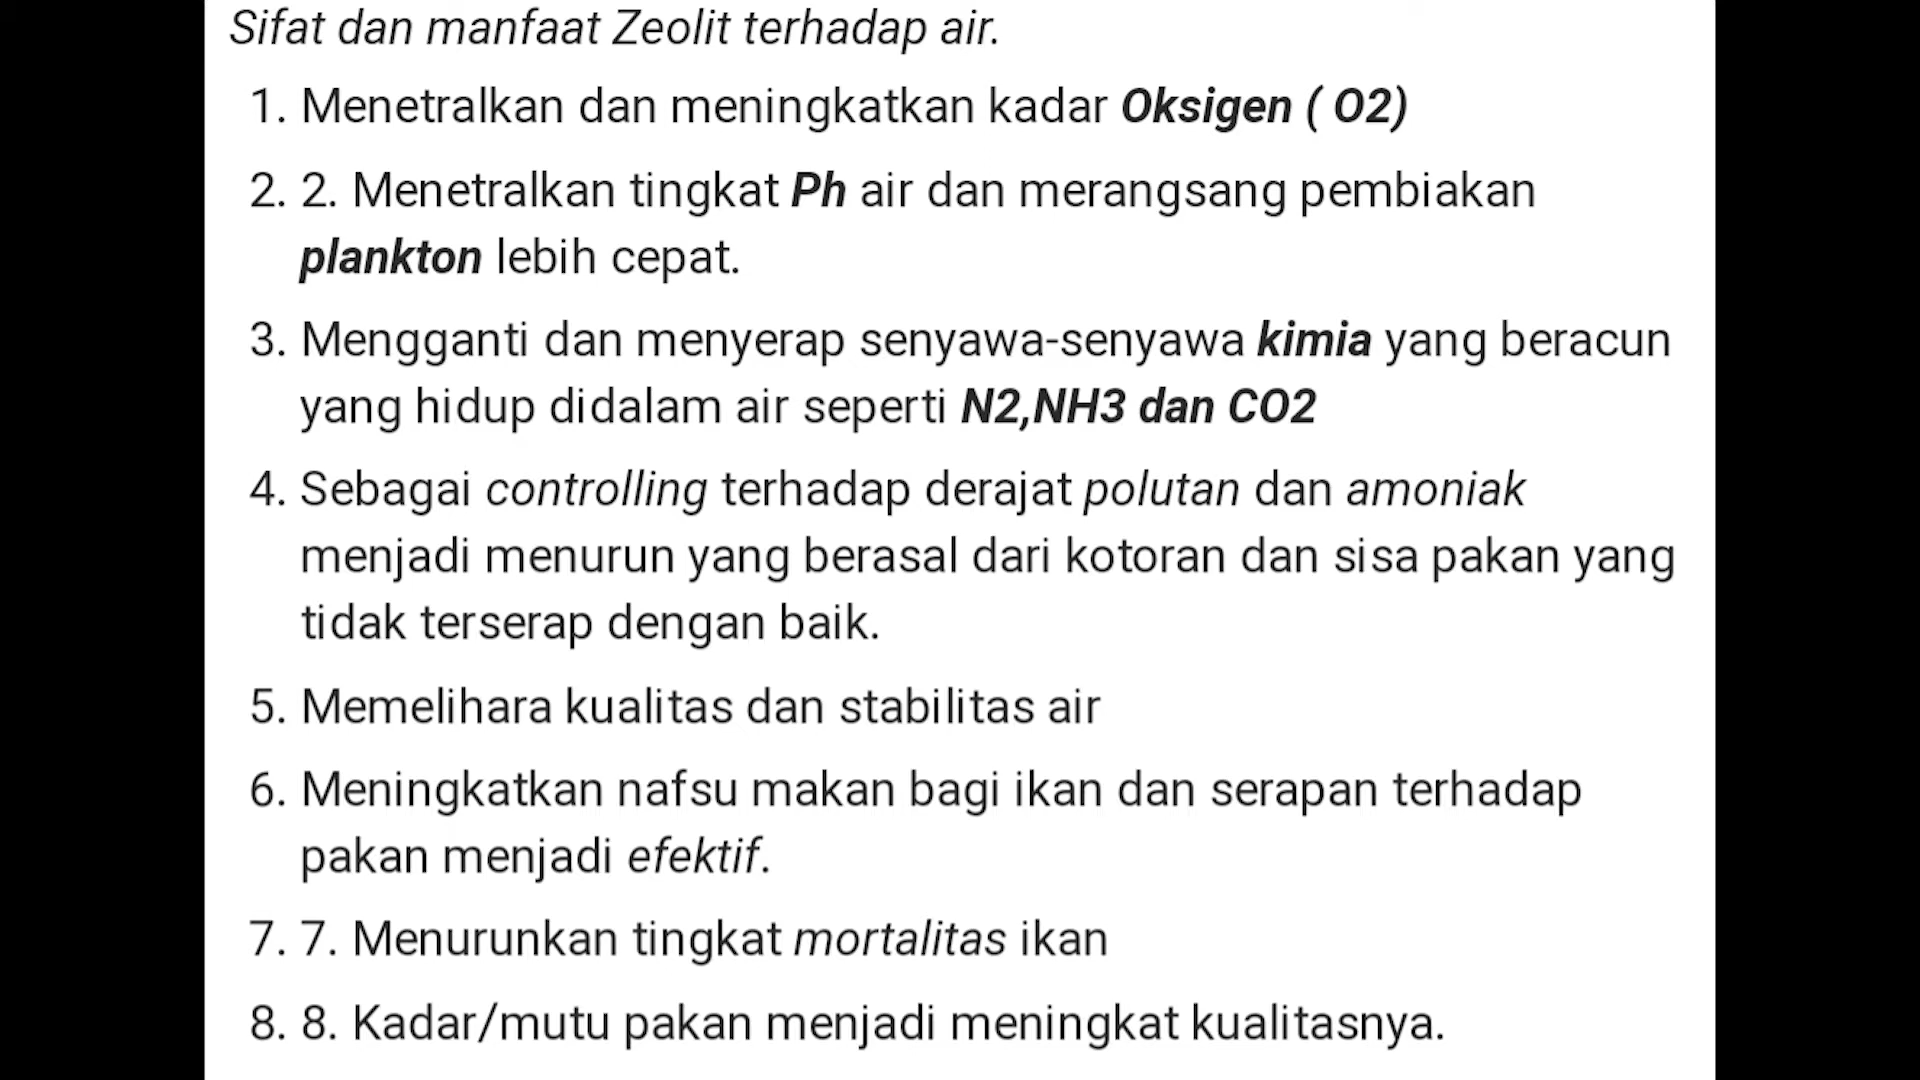 Sifat dan manfaat Zeolit terhadap air.
1. Menetralkan dan meningkatkan kadar Oksigen ( O2)
2. 2. Menetralkan tingkat Ph air dan merangsang pembiakan
plankton lebih cepat.
3. Mengganti dan menyerap senyawa-senyawa kimia yang beracun
yang hidup didalam air seperti N2,NH3 dan CO2
4. Sebagai controlling terhadap derajat polutan dan amoniak
menjadi menurun yang berasal dari kotoran dan sisa pakan yang
tidak terserap dengan baik.
5. Memelihara kualitas dan stabilitas air
6. Meningkatkan nafsu makan bagi ikan dan serapan terhadap
pakan menjadi efektif.
7. 7. Menurunkan tingkat mortalitas ikan
8. 8. Kadar/mutu pakan menjadi meningkat kualitasnya.